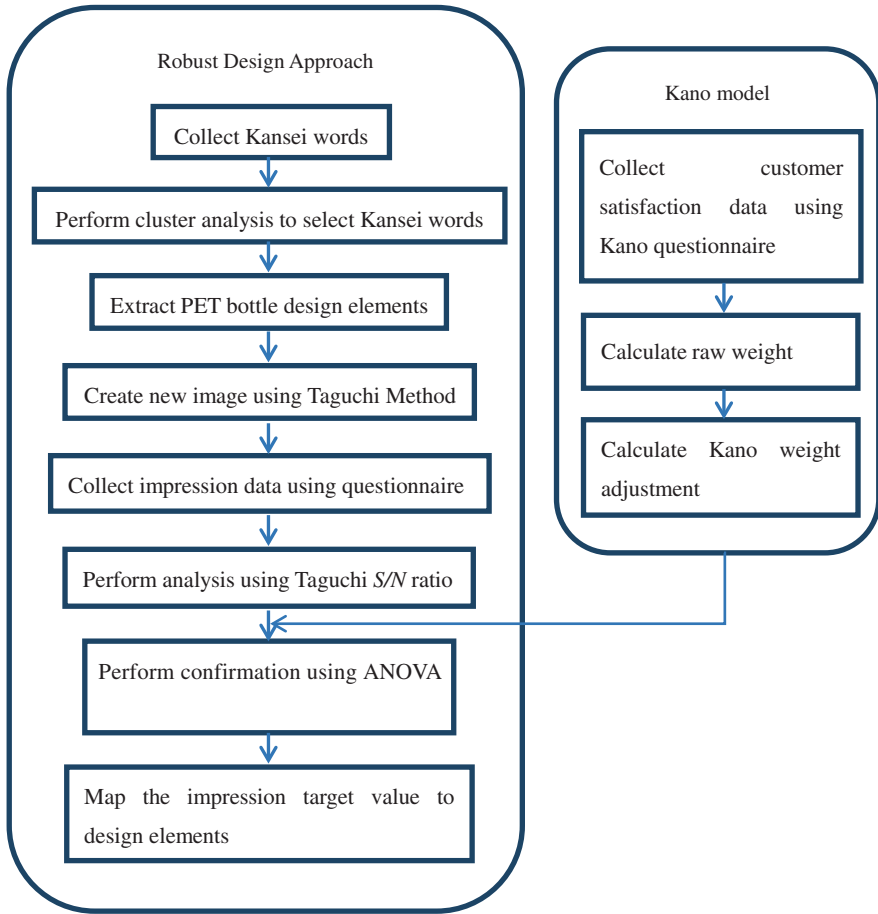 Robust Design Approach
Collect Kansei words
Perform cluster analysis to select Kansei words
Extract PET bottle design elements
Create new image using Taguchi Method
Collect impression data using questionnaire
Perform analysis using Taguchi S/N ratio
Perform confirmation using ANOVA
Map the impression target value to
design elements
Kano model
Collect customer
satisfaction data using
Kano questionnaire
Calculate raw weight
Calculate Kano weight
adjustment